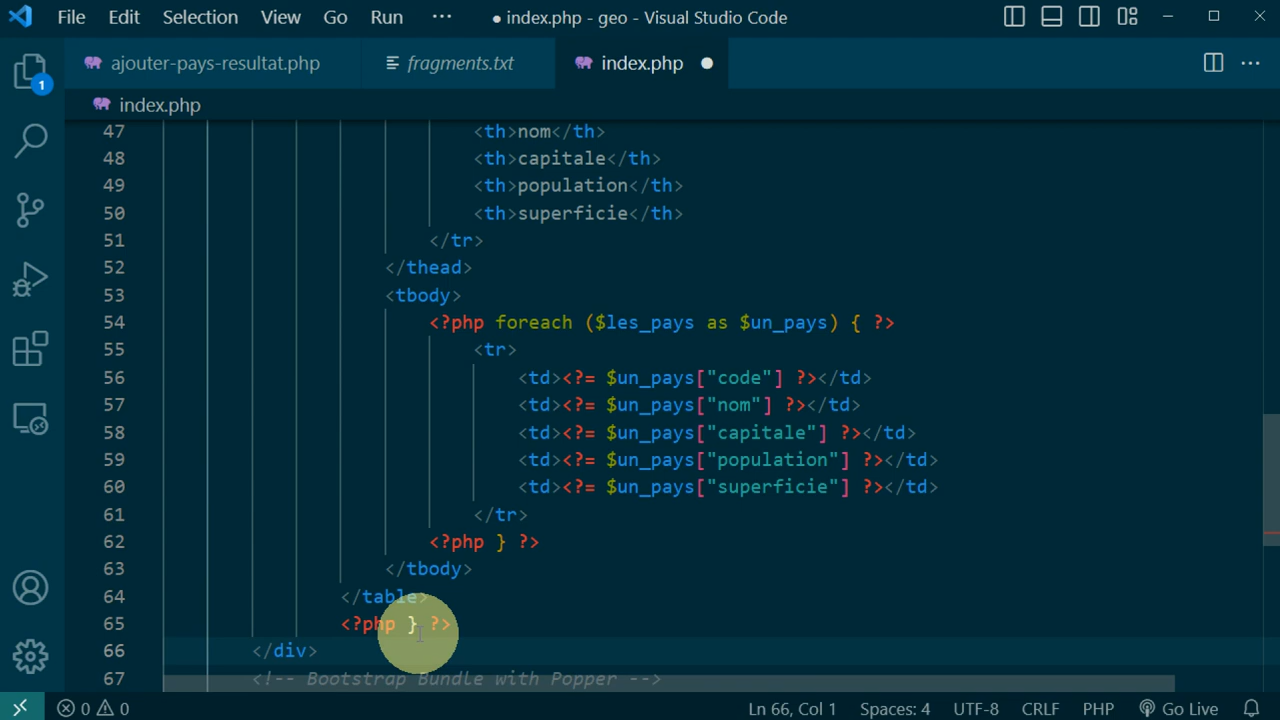 File Edit Selection View Go Run ··· ● index.php - geo - Visual Studio Code
ajouter-pays-resultat.php fragments.txt index.php ●
index.php
1
47 <th>nom</th>
48 <th>capitale</th>
49 <th>population</th>
50 <th>superficie</th>
51 </tr>
52 </thead>
53 <tbody>
54 <?php foreach ($les_pays as $un_pays) { ?>
55 <tr>
56 <td><?= $un_pays["code"] ?></td>
57 <td><?= $un_pays["nom"] ?></td>
58 <td><?= $un_pays["capitale"] ?></td>
59 <td><?= $un_pays["population"] ?></td>
60 <td><?= $un_pays["superficie"] ?></td>
61 </tr>
62 <?php } ?>
63 </tbody>
64 </table>
65 <?php } ?>
66 </div>
67 <!-- Bootstrap Bundle with Popper -->
0 0 Ln 66, Col 1 Spaces: 4 UTF-8 CRLF PHP Go Live